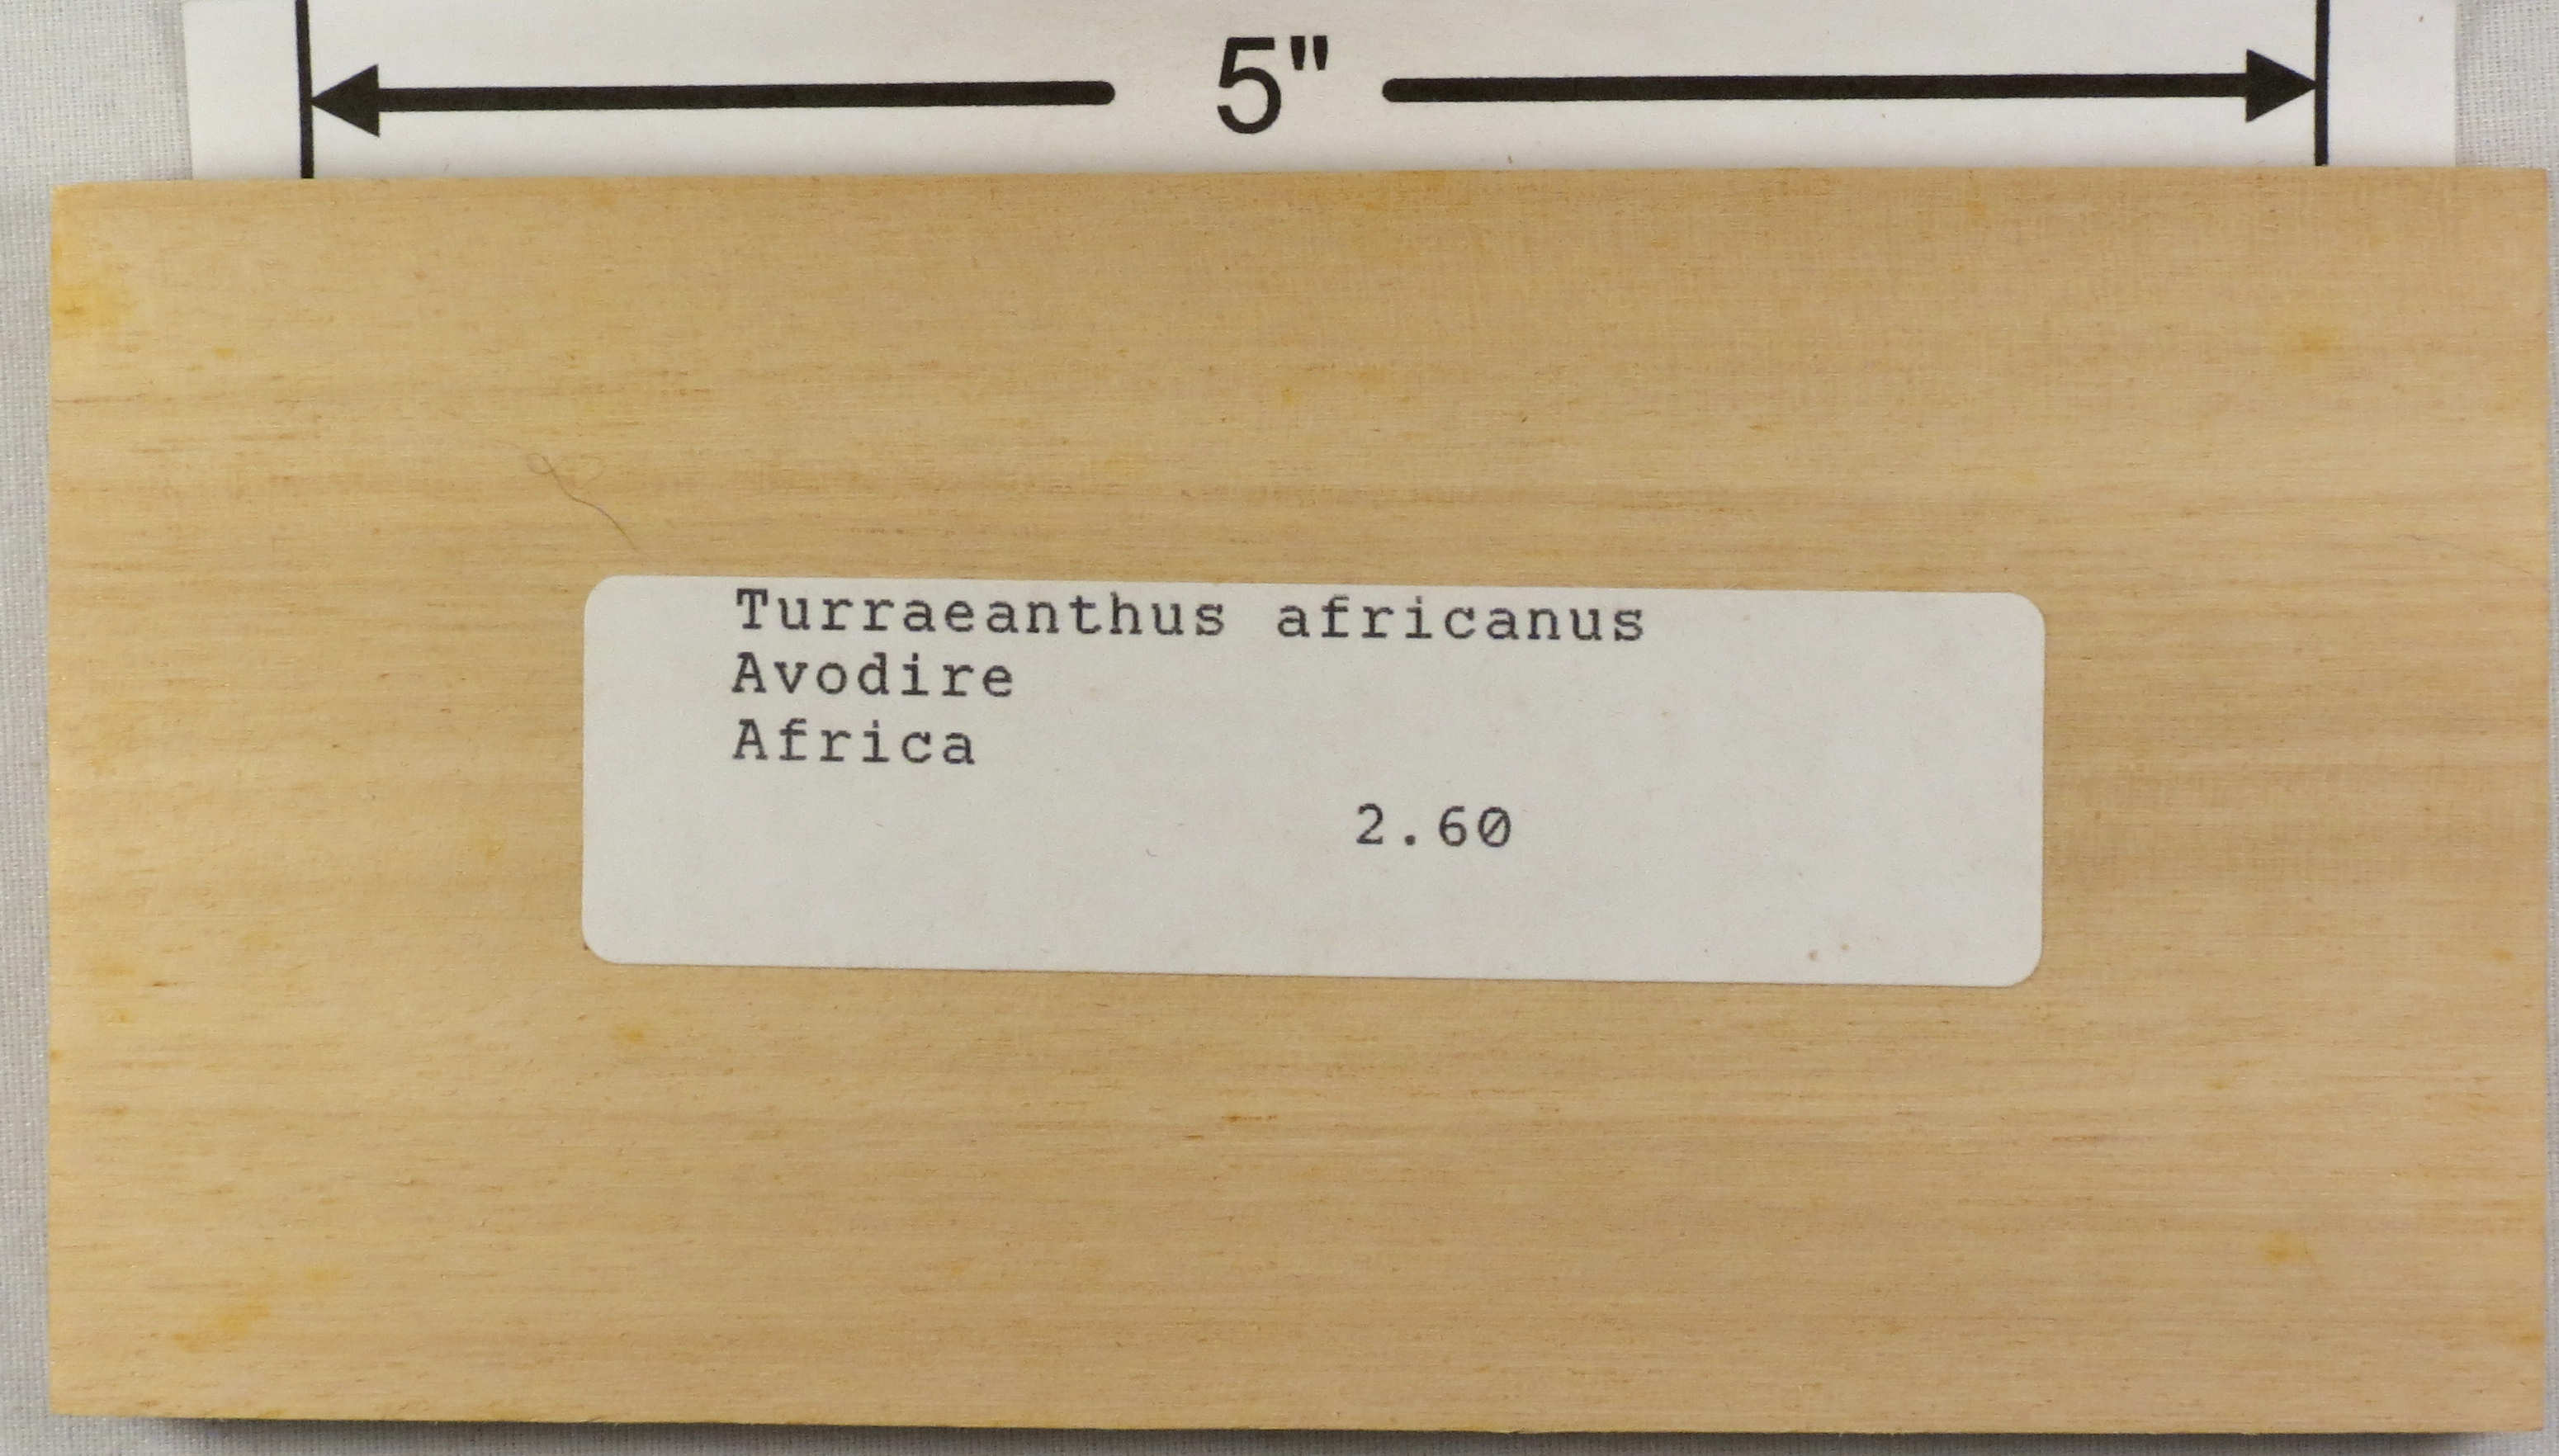 5"
Turraeanthus africanus
Avodire
Africa
2.60